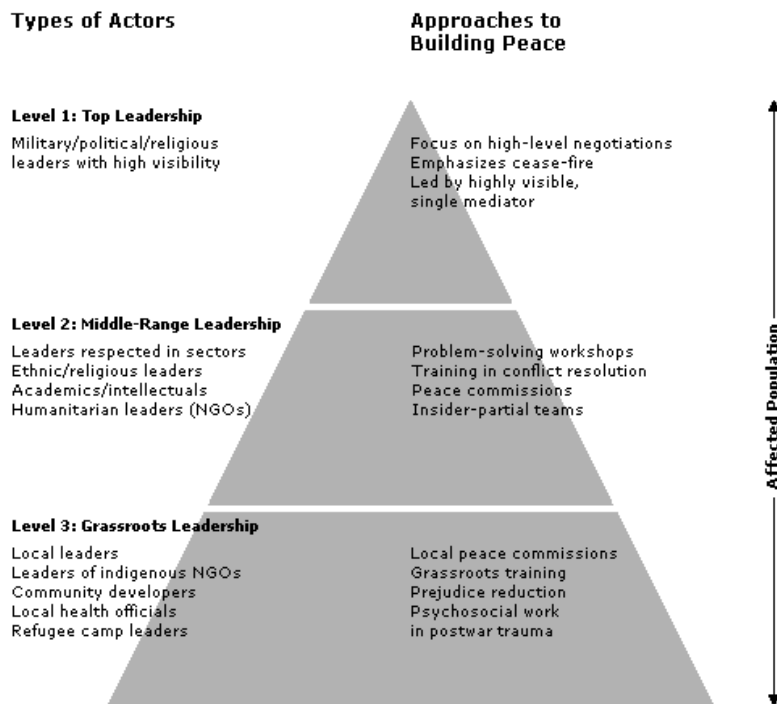 Types of Actors
Approaches to
Building Peace
Level 1: Top Leadership
Military/political/religious
leaders with high visibility
Focus on high-level negotiations
Emphasizes cease-fire
Led by highly visible,
single mediator
Level 2: Middle-Range Leadership
Leaders respected in sectors
Ethnic/religious leaders
Academics/intellectuals
Humanitarian leaders (NGOs)
Problem-solving workshops
Training in conflict resolution
Peace commissions
Insider-partial teams
Level 3: Grassroots Leadership
Local leaders
Leaders of indigenous NGOs
Community developers
Local health officials
Refugee camp leaders
Local peace commissions
Grassroots training
Prejudice reduction
Psychosocial work
in postwar trauma
Affected Population